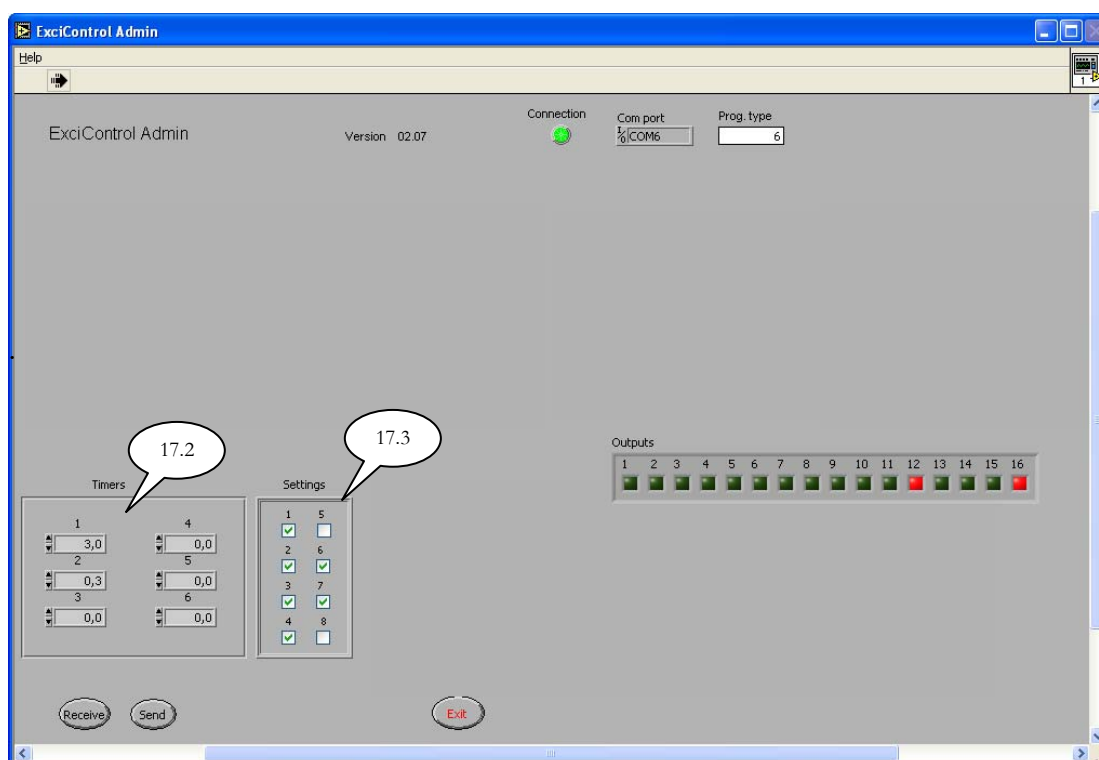 ExciControl Admin
Help
1
ExciControl Admin
Version 02.07
Connection
Com port
COM6
Prog. type
6
17.2
17.3
Outputs
1 2 3 4 5 6 7 8 9 10 11 12 13 14 15 16
Timers
1 4
3,0 0,0
2 5
0,3 0,0
3 6
0,0 0,0
Settings
1 5
2 6
3 7
4 8
Receive
Send
Exit